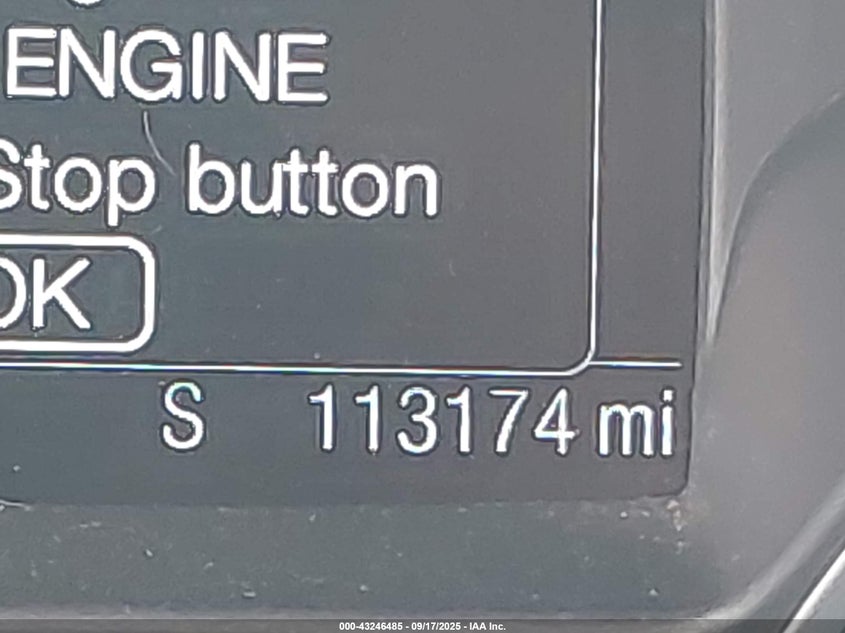 ENGINE
Stop button
OK
S 113174 mi
000-43246485 - 09/17/2025 - IAA Inc.